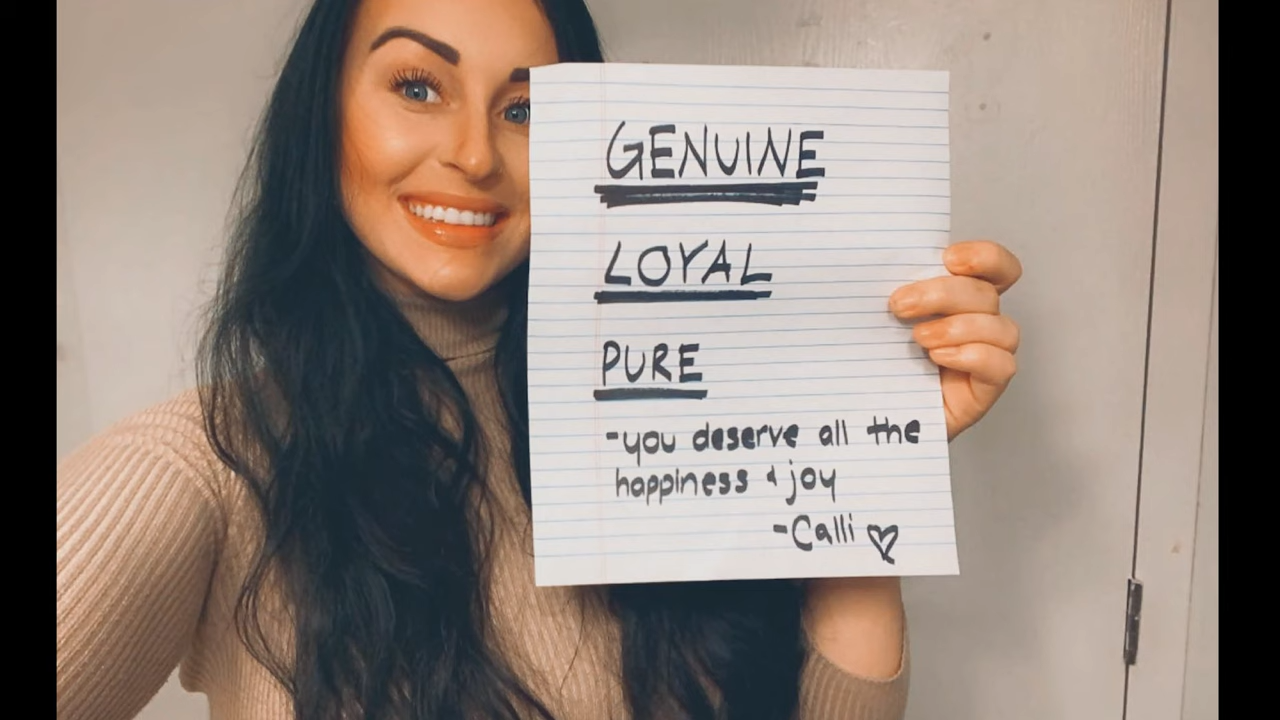 GENUINE
LOYAL
PURE
-you deserve all the
happiness & joy
-Calli ♡